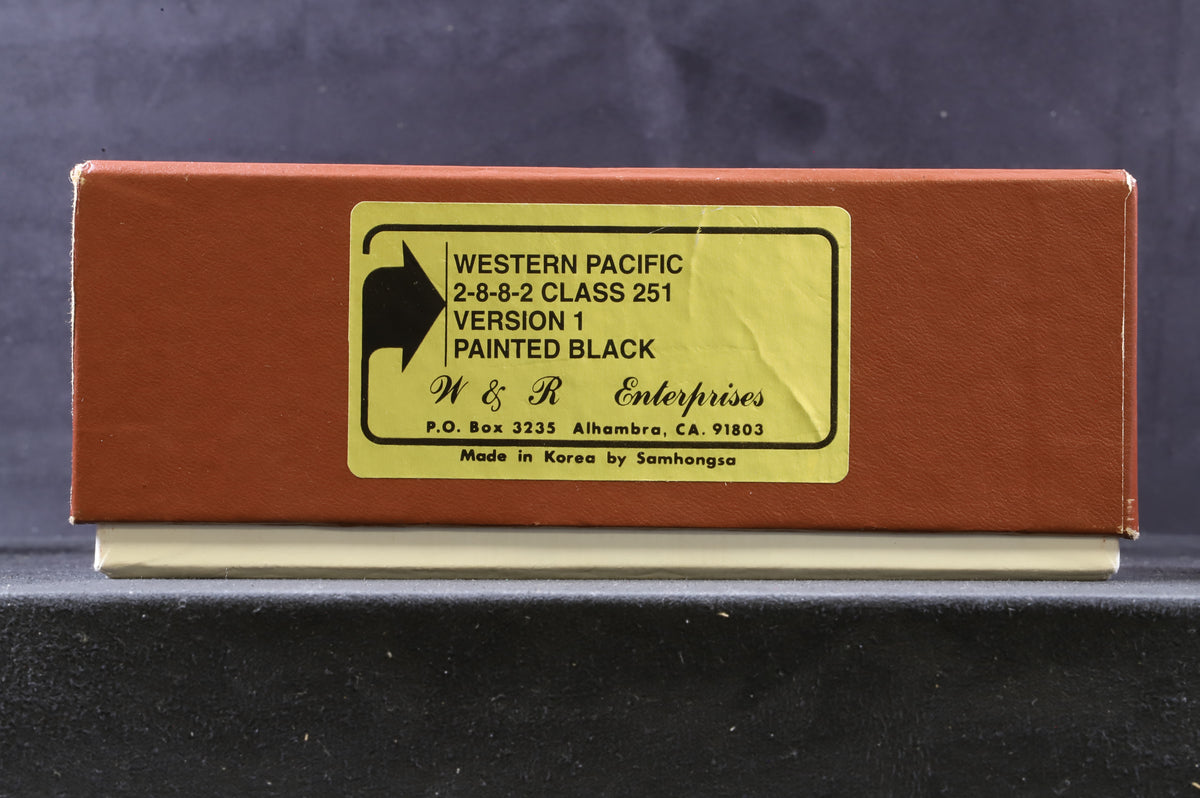 WESTERN PACIFIC
2-8-8-2 CLASS 251
VERSION 1
PAINTED BLACK
W & R Enterprises
P.O. Box 3235 Alhambra, CA. 91803
Made in Korea by Samhongsa